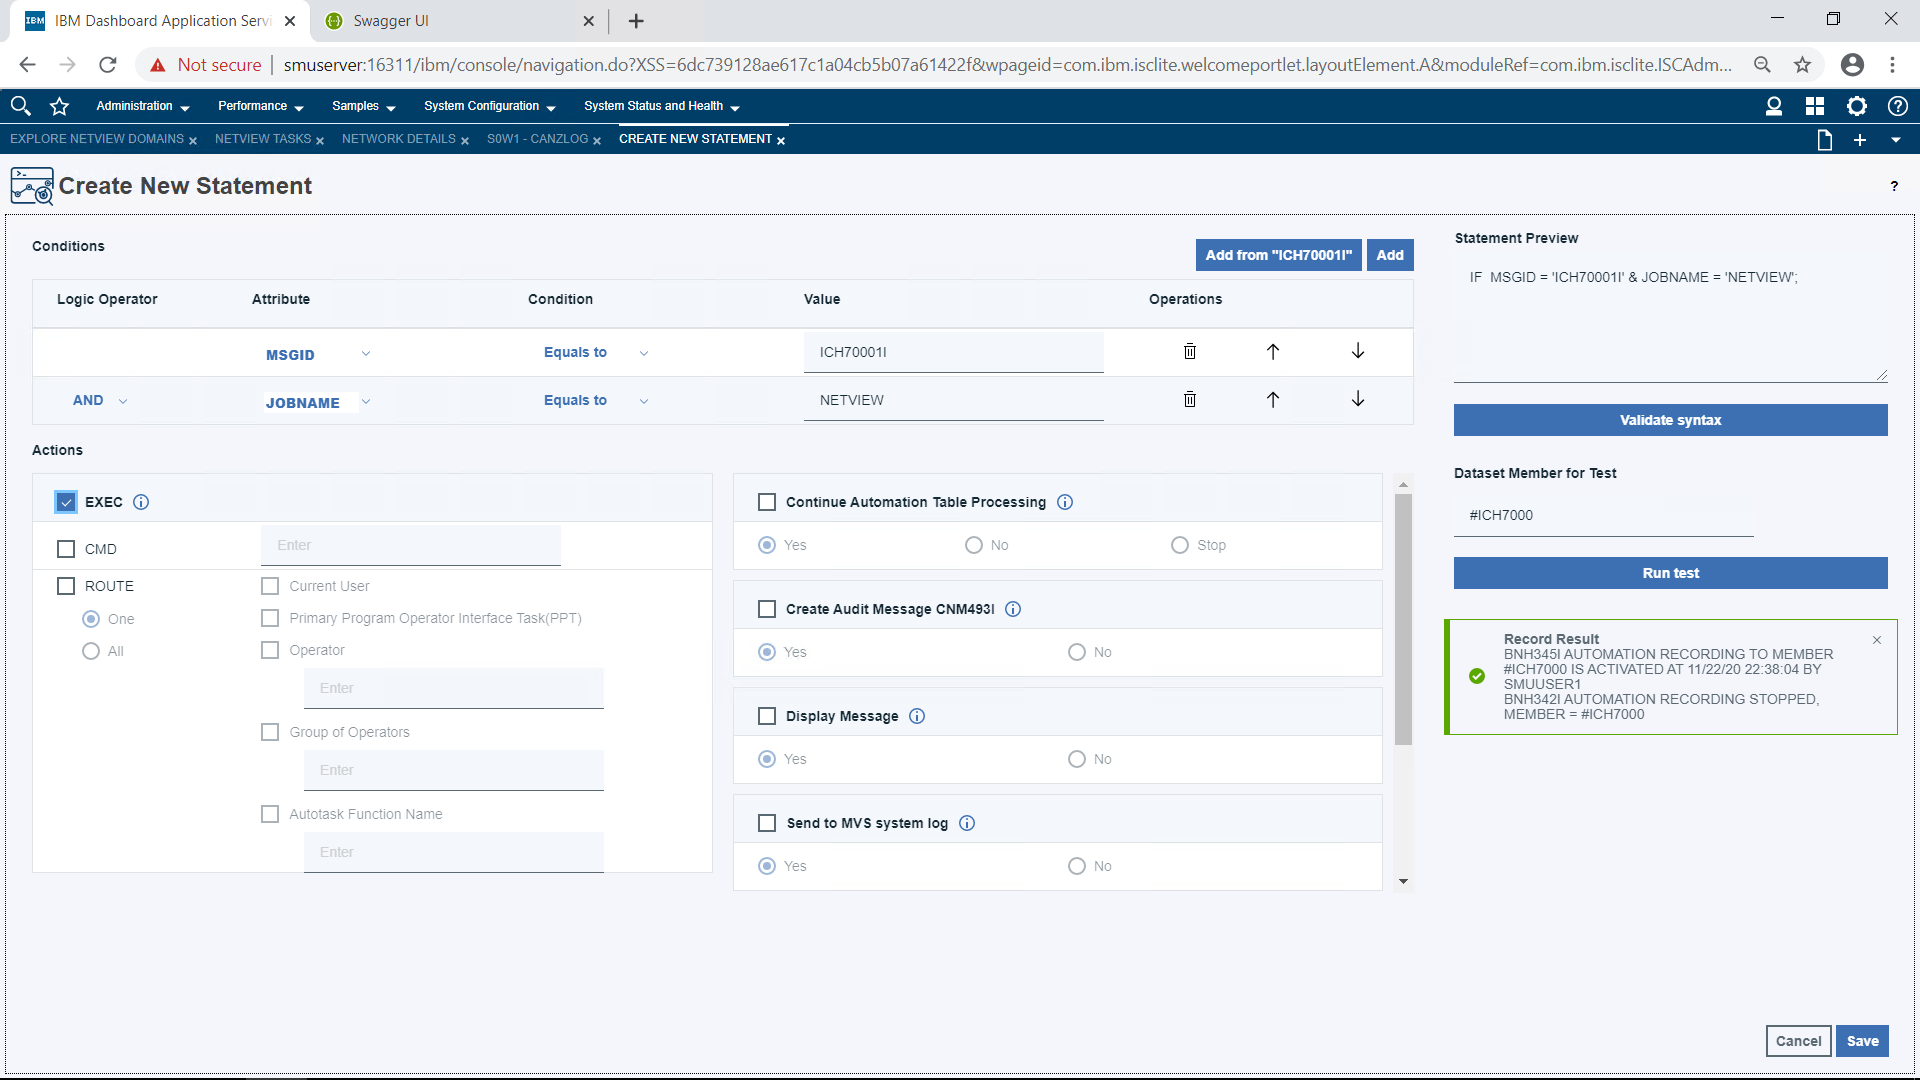 IBM IBM Dashboard Application Servi
Swagger UI
Not secure
smuserver:16311/ibm/console/navigation.do?XSS=6dc739128ae617c1a04cb5b07a61422f&wpageid=com.ibm.isclite.welcomeportlet.layoutElement.A&moduleRef=com.ibm.isclite.ISCAdm...
Administration Performance Samples System Configuration System Status and Health
EXPLORE NETVIEW DOMAINS NETVIEW TASKS NETWORK DETAILS S0W1 - CANZLOG CREATE NEW STATEMENT
Create New Statement
?
Conditions
Add from "ICH70001I" Add
Logic Operator Attribute Condition Value Operations
MSGID Equals to ICH70001I
AND JOBNAME Equals to NETVIEW
Actions
EXEC
CMD Enter
ROUTE Current User
One Primary Program Operator Interface Task(PPT)
All Operator
Enter
Group of Operators
Enter
Autotask Function Name
Enter
Continue Automation Table Processing
Yes No Stop
Create Audit Message CNM493I
Yes No
Display Message
Yes No
Send to MVS system log
Yes No
Statement Preview
IF MSGID = 'ICH70001I' & JOBNAME = 'NETVIEW';
Validate syntax
Dataset Member for Test
#ICH7000
Run test
Record Result
BNH345I AUTOMATION RECORDING TO MEMBER
#ICH7000 IS ACTIVATED AT 11/22/20 22:38:04 BY
SMUUSER1
BNH342I AUTOMATION RECORDING STOPPED,
MEMBER = #ICH7000
Cancel Save